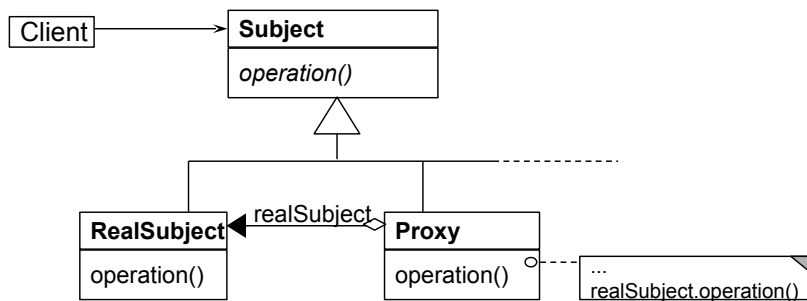 Client
Subject
operation()
realSubject
RealSubject
Proxy
operation()
operation()
...
realSubject.operation()